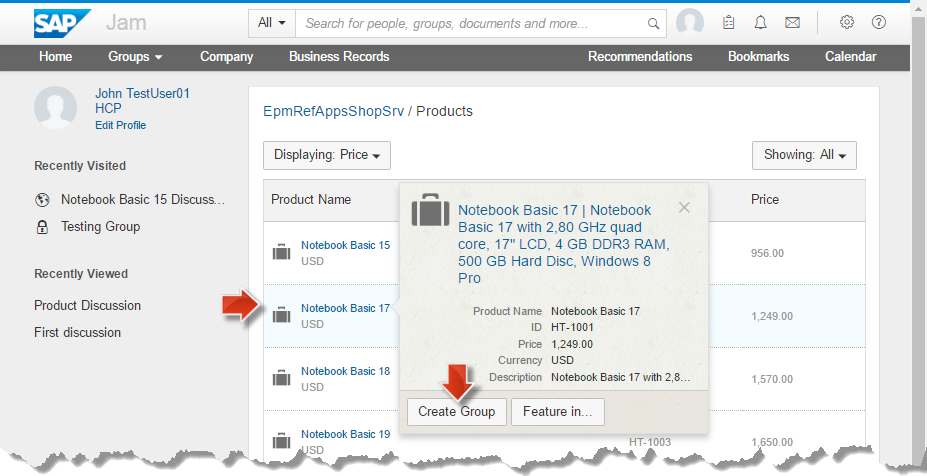 SAP Jam
All
Search for people, groups, documents and more...
Home Groups Company Business Records Recommendations Bookmarks Calendar
John TestUser01
HCP
Edit Profile
Recently Visited
Notebook Basic 15 Discuss...
Testing Group
Recently Viewed
Product Discussion
First discussion
EpmRefAppsShopSrv / Products
Displaying: Price
Showing: All
Product Name
Price
Notebook Basic 15
USD
956.00
Notebook Basic 17
USD
1,249.00
Notebook Basic 18
USD
1,570.00
Notebook Basic 19
USD
HT-1003
1,650.00
Notebook Basic 17 | Notebook
Basic 17 with 2,80 GHz quad
core, 17" LCD, 4 GB DDR3 RAM,
500 GB Hard Disc, Windows 8
Pro
Product Name Notebook Basic 17
ID HT-1001
Price 1,249.00
Currency USD
Description Notebook Basic 17 with 2,8...
Create Group
Feature in...